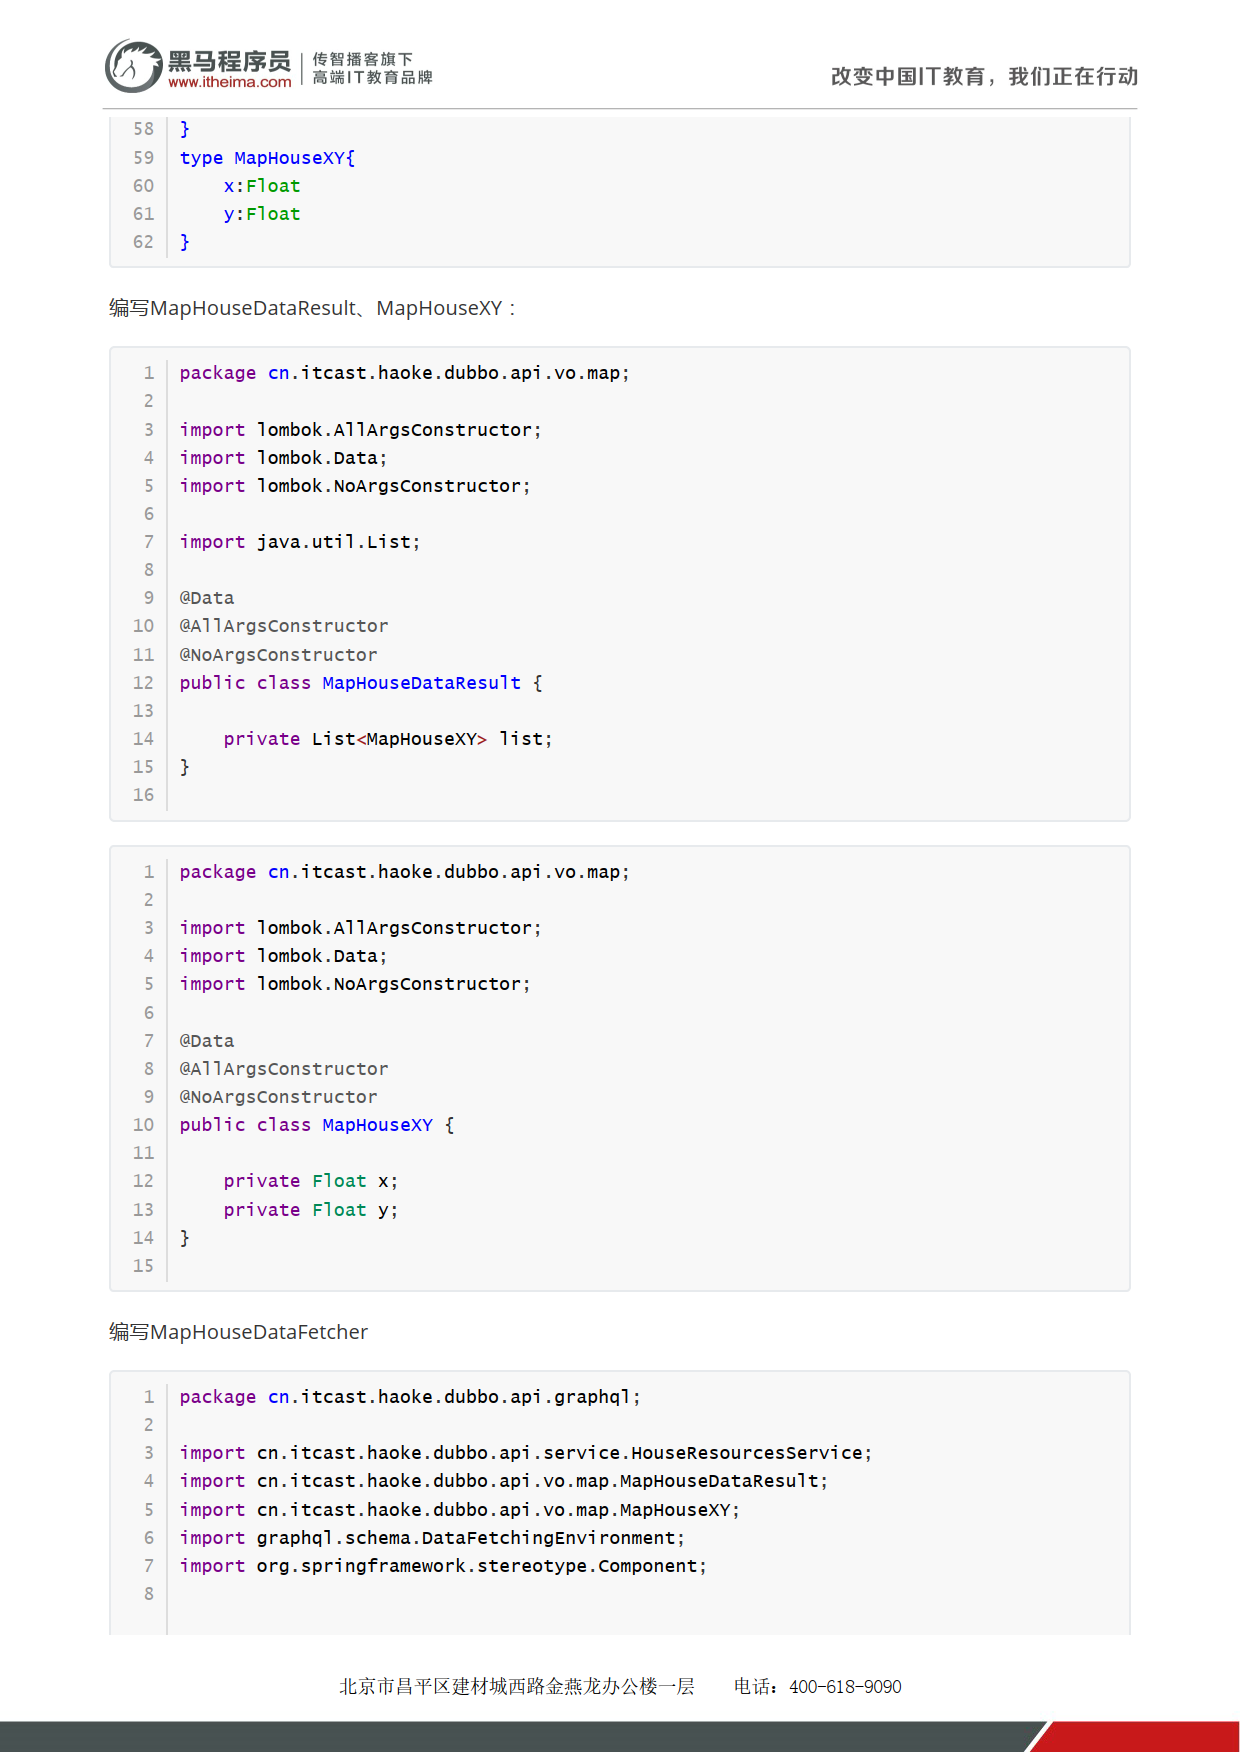 黑马程序员
www.itheima.com
传智播客旗下
高端IT教育品牌
改变中国IT教育，我们正在行动
58 }
59 type MapHouseXY{
60     x:Float
61     y:Float
62 }
编写MapHouseDataResult、MapHouseXY：
1 package cn.itcast.haoke.dubbo.api.vo.map;
2
3 import lombok.AllArgsConstructor;
4 import lombok.Data;
5 import lombok.NoArgsConstructor;
6
7 import java.util.List;
8
9 @Data
10 @AllArgsConstructor
11 @NoArgsConstructor
12 public class MapHouseDataResult {
13
14     private List<MapHouseXY> list;
15 }
16
1 package cn.itcast.haoke.dubbo.api.vo.map;
2
3 import lombok.AllArgsConstructor;
4 import lombok.Data;
5 import lombok.NoArgsConstructor;
6
7 @Data
8 @AllArgsConstructor
9 @NoArgsConstructor
10 public class MapHouseXY {
11
12     private Float x;
13     private Float y;
14 }
15
编写MapHouseDataFetcher
1 package cn.itcast.haoke.dubbo.api.graphql;
2
3 import cn.itcast.haoke.dubbo.api.service.HouseResourcesService;
4 import cn.itcast.haoke.dubbo.api.vo.map.MapHouseDataResult;
5 import cn.itcast.haoke.dubbo.api.vo.map.MapHouseXY;
6 import graphql.schema.DataFetchingEnvironment;
7 import org.springframework.stereotype.Component;
8
北京市昌平区建材城西路金燕龙办公楼一层 电话：400-618-9090